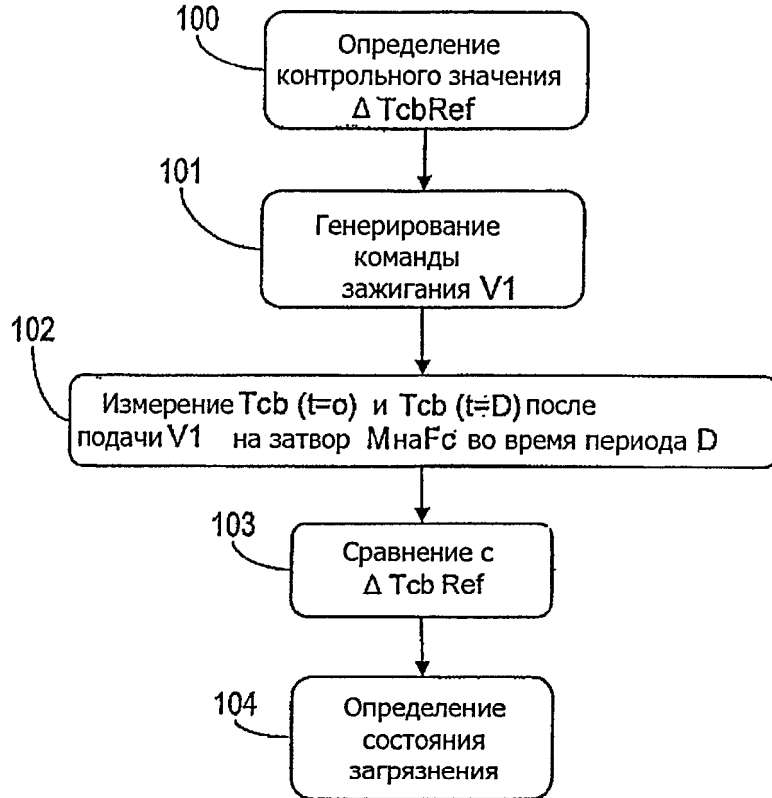 100
Определение
контрольного значения
Δ TcbRef
101
Генерирование
команды
зажигания V1
102
Измерение Tcb (t=o) и Tcb (t=D) после
подачи V1 на затвор МнаFc во время периода D
103
Сравнение с
Δ Tcb Ref
104
Определение
состояния
загрязнения